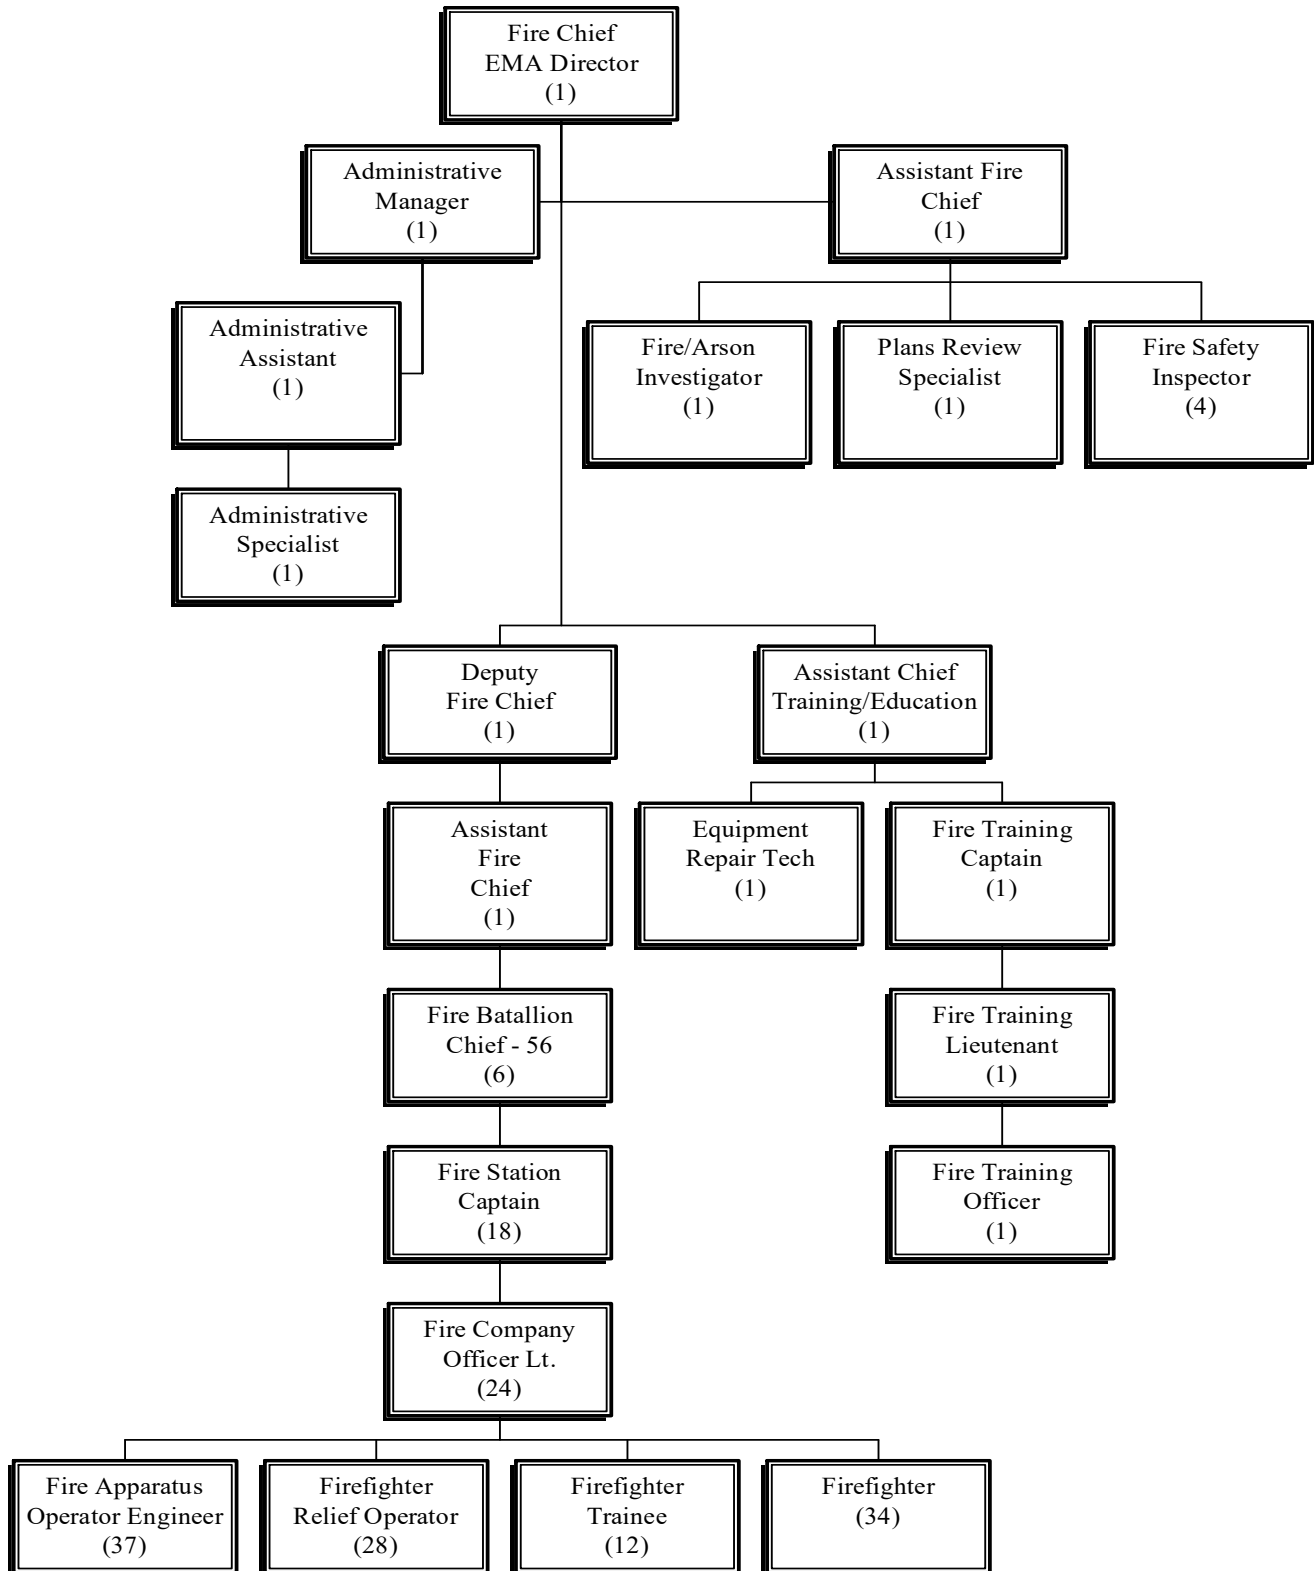 Fire Chief
EMA Director
(1)
Administrative
Manager
(1)
Assistant Fire
Chief
(1)
Administrative
Assistant
(1)
Fire/Arson
Investigator
(1)
Plans Review
Specialist
(1)
Fire Safety
Inspector
(4)
Administrative
Specialist
(1)
Deputy
Fire Chief
(1)
Assistant Chief
Training/Education
(1)
Assistant
Fire
Chief
(1)
Equipment
Repair Tech
(1)
Fire Training
Captain
(1)
Fire Batallion
Chief - 56
(6)
Fire Training
Lieutenant
(1)
Fire Station
Captain
(18)
Fire Training
Officer
(1)
Fire Company
Officer Lt.
(24)
Fire Apparatus
Operator Engineer
(37)
Firefighter
Relief Operator
(28)
Firefighter
Trainee
(12)
Firefighter
(34)